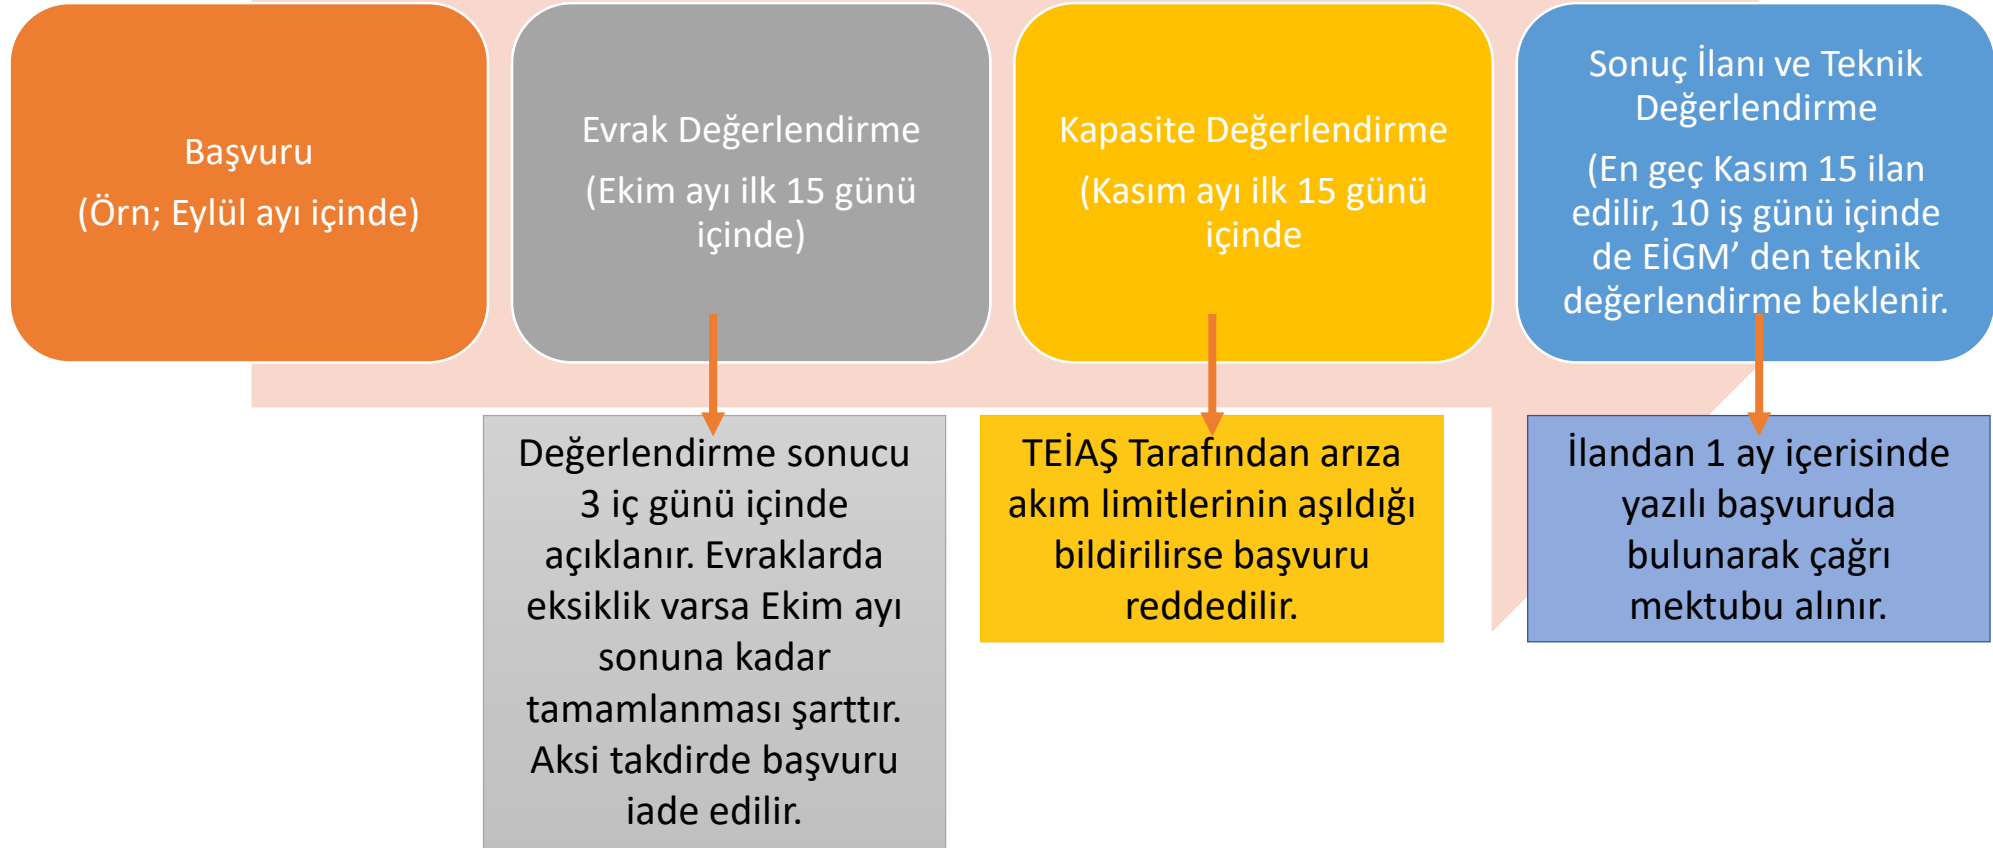 Başvuru
(Örn; Eylül ayı içinde)
Evrak Değerlendirme
(Ekim ayı ilk 15 günü
içinde)
Kapasite Değerlendirme
(Kasım ayı ilk 15 günü
içinde
Sonuç İlanı ve Teknik
Değerlendirme
(En geç Kasım 15 ilan
edilir, 10 iş günü içinde
de EİGM’ den teknik
değerlendirme beklenir.
Değerlendirme sonucu
3 iç günü içinde
açıklanır. Evraklarda
eksiklik varsa Ekim ayı
sonuna kadar
tamamlanması şarttır.
Aksi takdirde başvuru
iade edilir.
TEİAŞ Tarafından arıza
akım limitlerinin aşıldığı
bildirilirse başvuru
reddedilir.
İlandan 1 ay içerisinde
yazılı başvuruda
bulunarak çağrı
mektubu alınır.